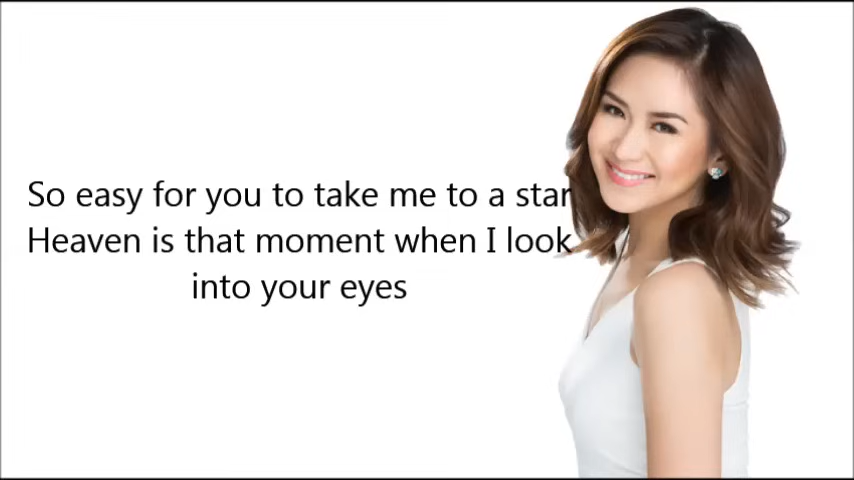 So easy for you to take me to a star
Heaven is that moment when I look
into your eyes